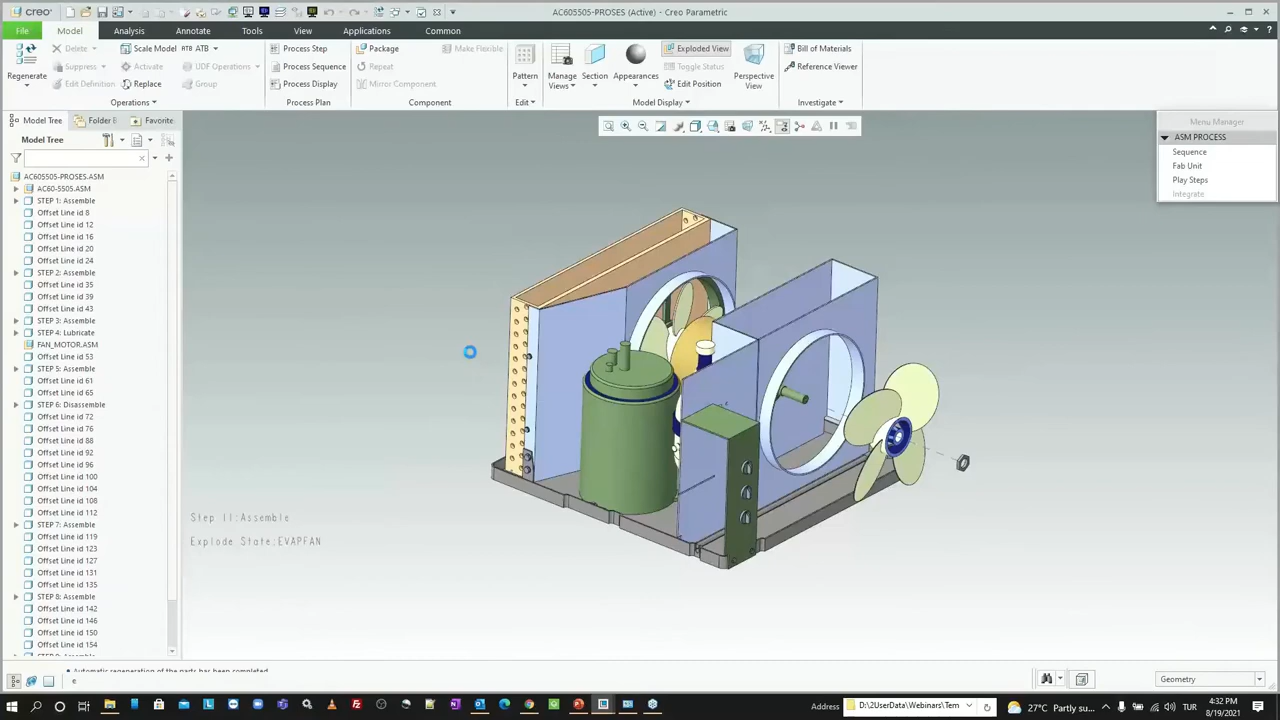 AC605505-PROSES (Active) - Creo Parametric
File Model Analysis Annotate Tools View Applications Common
Regenerate
Delete
Suppress
Edit Definition
Scale Model
Activate
Replace
ATB
UDF Operations
Group
Operations
Process Step
Process Sequence
Process Display
Process Plan
Package
Repeat
Mirror Component
Make Flexible
Component
Pattern
Edit
Manage Views
Section
Appearances
Exploded View
Toggle Status
Edit Position
Perspective View
Model Display
Bill of Materials
Reference Viewer
Investigate
Model Tree Folder B Favorite
Model Tree
AC605505-PROSES.ASM
AC60-5505.ASM
STEP 1: Assemble
Offset Line id 8
Offset Line id 12
Offset Line id 16
Offset Line id 20
Offset Line id 24
STEP 2: Assemble
Offset Line id 35
Offset Line id 39
Offset Line id 43
STEP 3: Assemble
STEP 4: Lubricate
FAN_MOTOR.ASM
Offset Line id 53
STEP 5: Assemble
Offset Line id 61
Offset Line id 65
STEP 6: Disassemble
Offset Line id 72
Offset Line id 76
Offset Line id 88
Offset Line id 92
Offset Line id 96
Offset Line id 100
Offset Line id 104
Offset Line id 108
Offset Line id 112
STEP 7: Assemble
Offset Line id 119
Offset Line id 123
Offset Line id 127
Offset Line id 131
Offset Line id 135
STEP 8: Assemble
Offset Line id 142
Offset Line id 146
Offset Line id 150
Offset Line id 154
Menu Manager
ASM PROCESS
Sequence
Fab Unit
Play Steps
Integrate
Step 11:Assemble
Explode State:EVAPFAN
Automatic regeneration of the parts has been completed
e
Geometry
Address D:\2UserData\Webinars\Tem
27°C Partly su... TUR
4:32 PM
8/19/2021